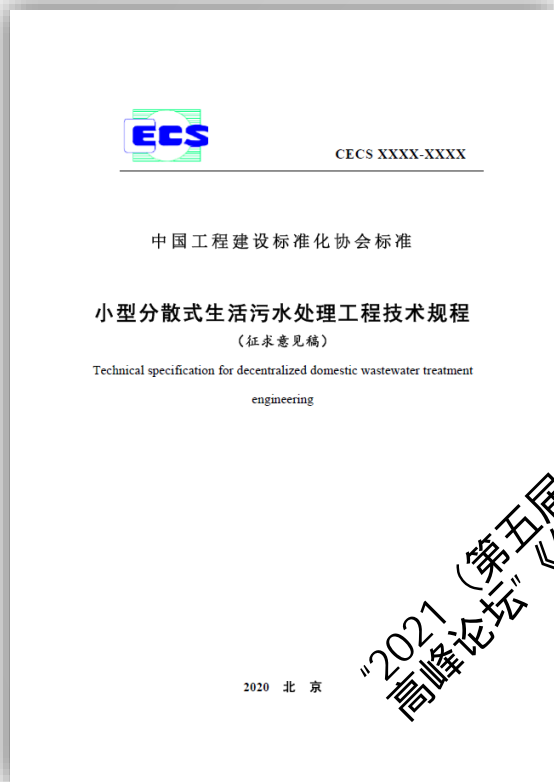 ECS
CECS XXXX-XXXX
中国工程建设标准化协会标准
小型分散式生活污水处理工程技术规程
（征求意见稿）
Technical specification for decentralized domestic wastewater treatment
engineering
"2021（第五届
高峰论坛"《
2020 北 京